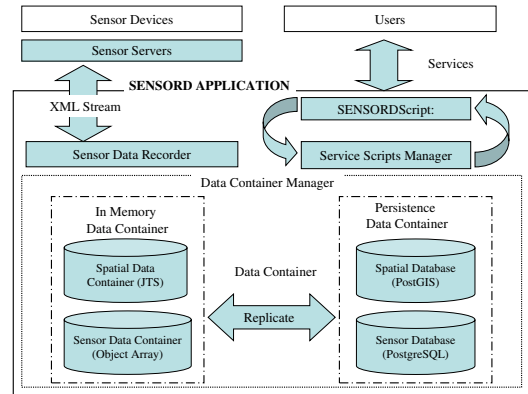 Sensor Devices
Users
Sensor Servers
Services
SENSORD APPLICATION
XML Stream
SENSORDScript:
Sensor Data Recorder
Service Scripts Manager
Data Container Manager
In Memory
Data Container
Persistence
Data Container
Spatial Data
Container (JTS)
Data Container
Spatial Database
(PostGIS)
Replicate
Sensor Data Container
(Object Array)
Sensor Database
(PostgreSQL)